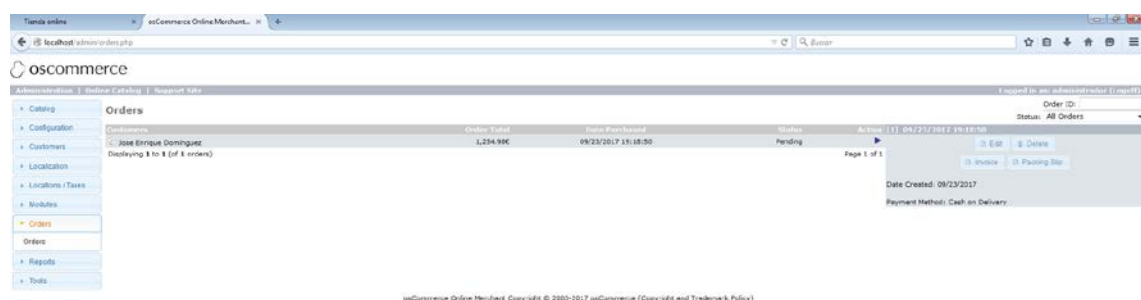 Tienda online
osCommerce Online Merchant...
localhost/admin/orders.php
Buscar
oscommerce
Administration | Online Catalog | Support Site
Logged in as: administrador (Logoff)
Catalog
Configuration
Customers
Localization
Locations / Taxes
Modules
Orders
Orders
Reports
Tools
Orders
Order ID:
Status: All Orders
Customers Order Total Date Purchased Status Action
Jose Enrique Dominguez 1,234.90€ 09/23/2017 19:18:50 Pending
Displaying 1 to 1 (of 1 orders) Page 1 of 1
[1] 09/23/2017 19:18:50
Edit Delete
Invoice Packing Slip
Date Created: 09/23/2017
Payment Method: Cash on Delivery
osCommerce Online Merchant Copyright © 2000-2017 osCommerce (Copyright and Trademark Policy)